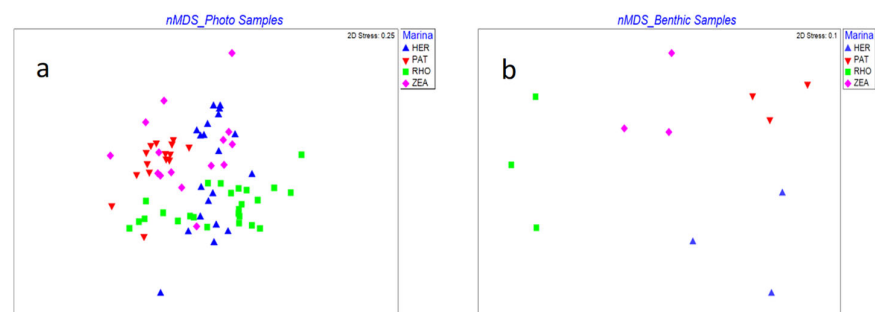 nMDS_Photo Samples
2D Stress: 0.25
Marina
HER
PAT
RHO
ZEA
a
nMDS_Benthic Samples
2D Stress: 0.1
Marina
HER
PAT
RHO
ZEA
b